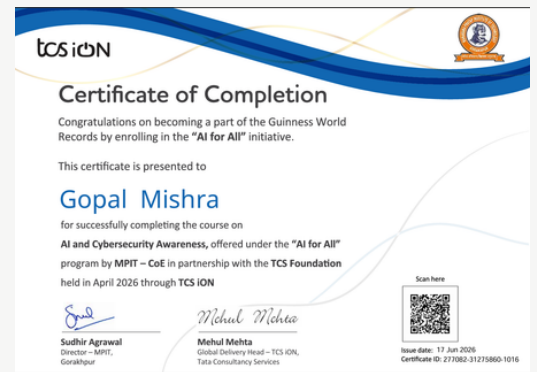 tcs iON
Certificate of Completion
Congratulations on becoming a part of the Guinness World
Records by enrolling in the “AI for All” initiative.
This certificate is presented to
Gopal Mishra
for successfully completing the course on
AI and Cybersecurity Awareness, offered under the “AI for All”
program by MPIT – CoE in partnership with the TCS Foundation
held in April 2026 through TCS iON
Scan here
Mehul Mehta
Sudhir Agrawal
Director – MPIT,
Gorakhpur
Mehul Mehta
Global Delivery Head – TCS iON,
Tata Consultancy Services
Issue date: 17 Jun 2026
Certificate ID: 277082-31275860-1016